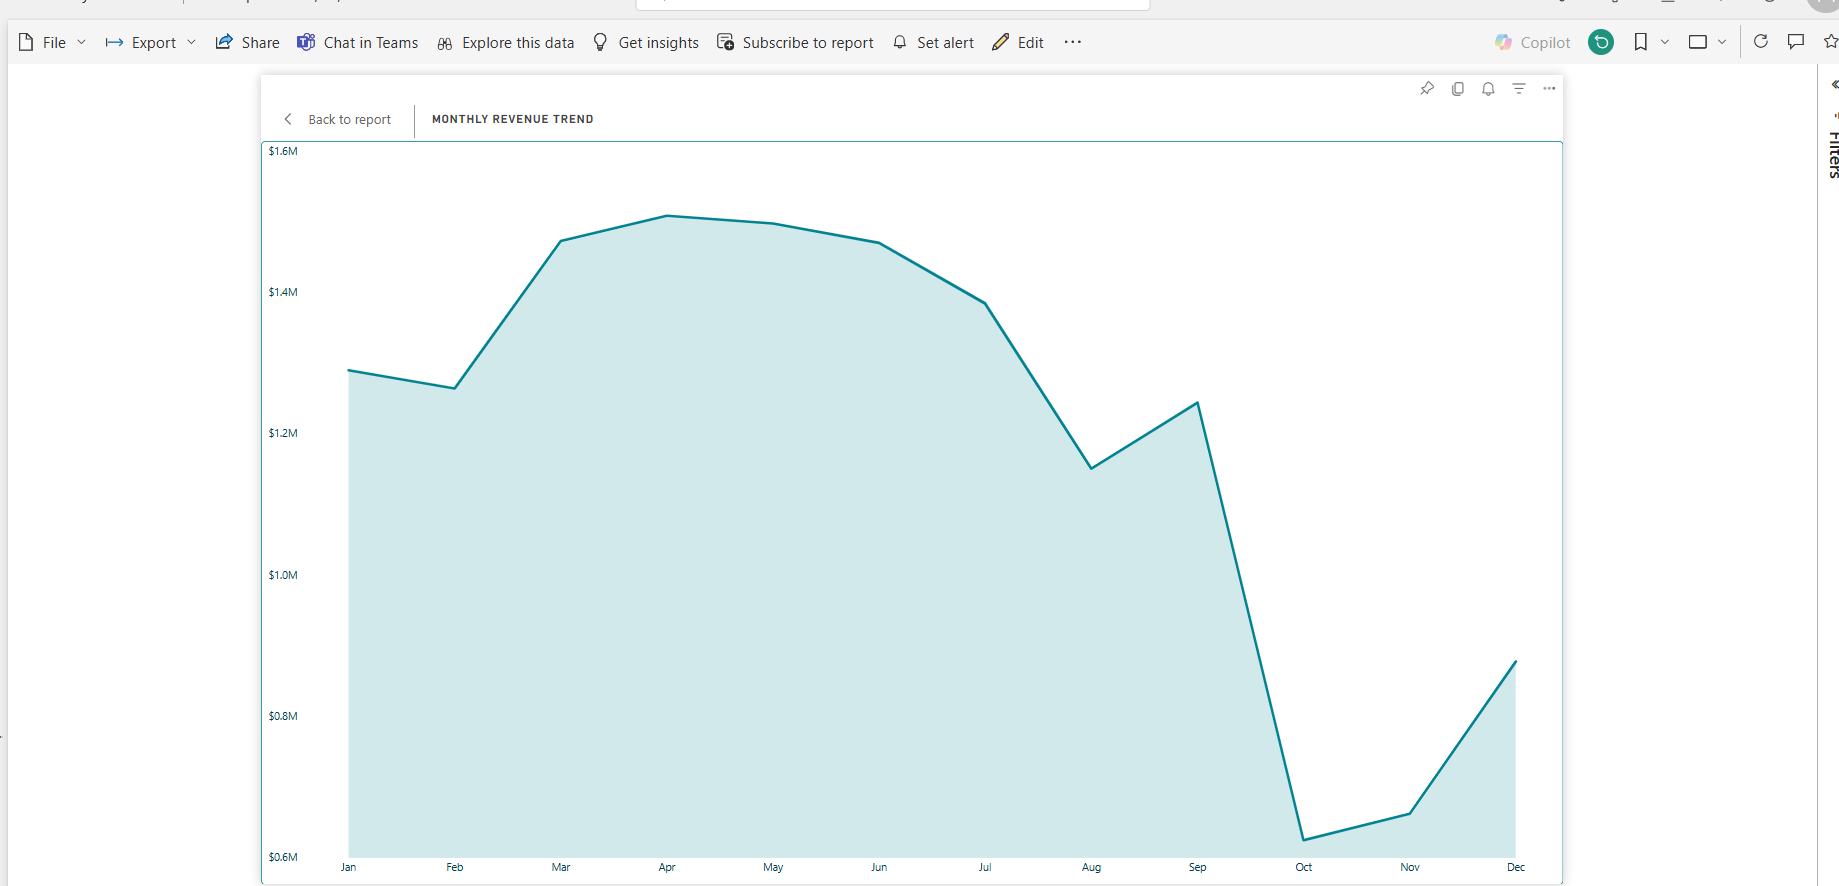 File Export Share Chat in Teams Explore this data Get insights Subscribe to report Set alert Edit ... Copilot
Back to report MONTHLY REVENUE TREND
Filters
$1.6M
$1.4M
$1.2M
$1.0M
$0.8M
$0.6M
Jan Feb Mar Apr May Jun Jul Aug Sep Oct Nov Dec